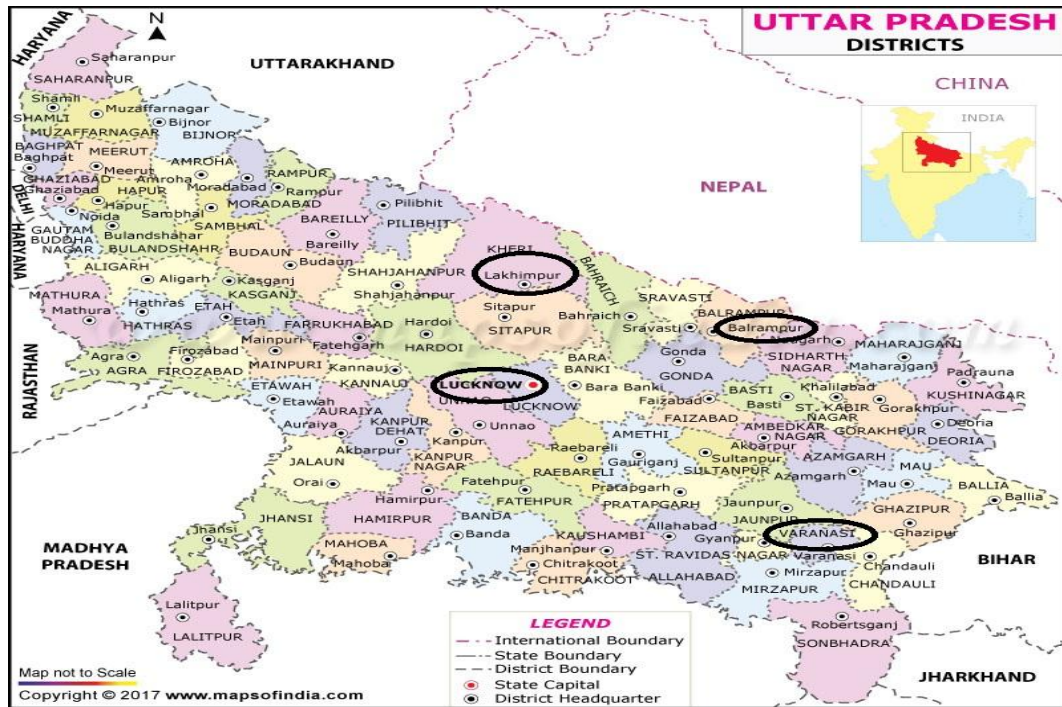 UTTAR PRADESH
DISTRICTS
HARYANA
Saharanpur
SAHARANPUR
UTTARAKHAND
CHINA
INDIA
Shamli
SHAMLI
Muzaffarnagar
MUZAFFARNAGAR
Bijnor
BIJNOR
BAGHPAT
Baghpat
MEERUT
Meerut
AMROHA
Amroha
RAMPUR
Rampur
GHAZIABAD
Ghaziabad
HAPUR
Hapur
Moradabad
MORADABAD
DELHI
Noida
Sambhal
SAMBHAL
BAREILLY
Bareilly
Pilibhit
PILIBHIT
NEPAL
HARYANA
GAUTAM
BUDDHA
NAGAR
Bulandshahar
BULANDSHAHR
BUDAUN
Budaun
KHERI
Lakhimpur
BAHRAICH
ALIGARH
Aligarh
Kasganj
KASGANJ
SHAHJAHANPUR
Shahjahanpur
MATHURA
Mathura
Hathras
HATHRAS
ETAH
Etah
FARRUKHABAD
Fatehgarh
Hardoi
HARDOI
Sitapur
SITAPUR
Bahraich
SRAVASTI
Sravasti
BALRAMPUR
Balrampur
SIDHARTH
NAGAR
MAHARAJGANJ
Maharajganj
RAJASTHAN
Agra
AGRA
Firozabad
FIROZABAD
Mainpuri
MAINPURI
Kannauj
KANNAUJ
LUCKNOW
UNNAO
LUCKNOW
BARA
BANKI
Bara Banki
Gonda
GONDA
Faizabad
FAIZABAD
BASTI
Basti
Khalilabad
ST. KABIR
NAGAR
Gorakhpur
GORAKHPUR
Padrauna
KUSHINAGAR
Deoria
DEORIA
ETAWAH
Etawah
AURAIYA
Auraiya
KANPUR
DEHAT
Akbarpur
Kanpur
KANPUR
NAGAR
Unnao
Raebareli
RAEBARELI
AMETHI
Gauriganj
Sultanpur
SULTANPUR
AMBEDKAR
NAGAR
Akbarpur
AZAMGARH
Azamgarh
MAU
Mau
BALLIA
Ballia
JALAUN
Orai
Hamirpur
HAMIRPUR
Fatehpur
FATEHPUR
Pratapgarh
PRATAPGARH
Jaunpur
JAUNPUR
GHAZIPUR
Ghazipur
JHANSI
Jhansi
MAHOBA
Mahoba
BANDA
Banda
KAUSHAMBI
Manjhanpur
Chitrakoot
CHITRAKOOT
Allahabad
ALLAHABAD
Gyanpur
ST. RAVIDAS NAGAR
VARANASI
Varanasi
Chandauli
CHANDAULI
Mirzapur
MIRZAPUR
BIHAR
MADHYA
PRADESH
Lalitpur
LALITPUR
Robertsganj
SONBHADRA
JHARKHAND
LEGEND
International Boundary
State Boundary
District Boundary
State Capital
District Headquarter
Map not to Scale
Copyright © 2017 www.mapsofindia.com